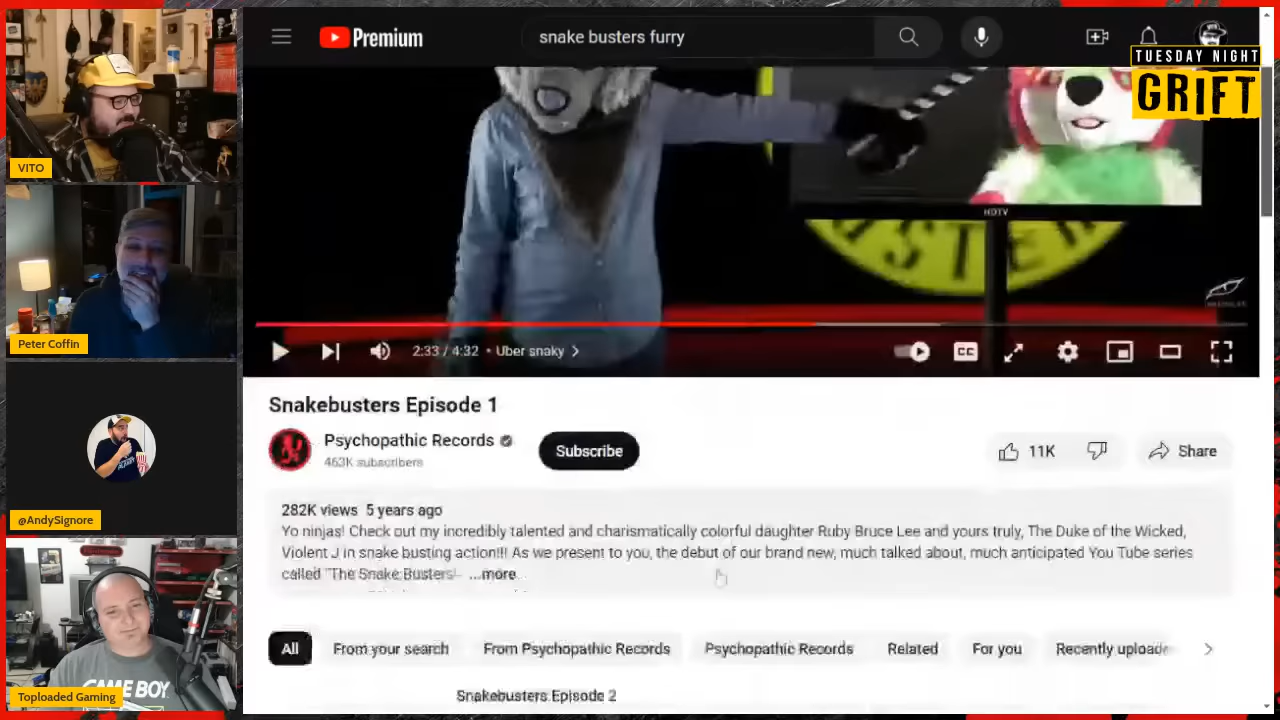 Premium
snake busters furry
TUESDAY NIGHT
GRIFT
VITO
Peter Coffin
@AndySignore
GAME BOY
Toploaded Gaming
HDTV
USTER
2:33 / 4:32 • Uber snaky
CC
Snakebusters Episode 1
Psychopathic Records
463K subscribers
Subscribe
11K
Share
282K views 5 years ago
Yo ninjas! Check out my incredibly talented and charismatically colorful daughter Ruby Bruce Lee and yours truly, The Duke of the Wicked,
Violent J in snake busting action!!! As we present to you, the debut of our brand new, much talked about, much anticipated You Tube series
called "The Snake Busters ...more
All
From your search
From Psychopathic Records
Psychopathic Records
Related
For you
Recently uploade
Snakebusters Episode 2